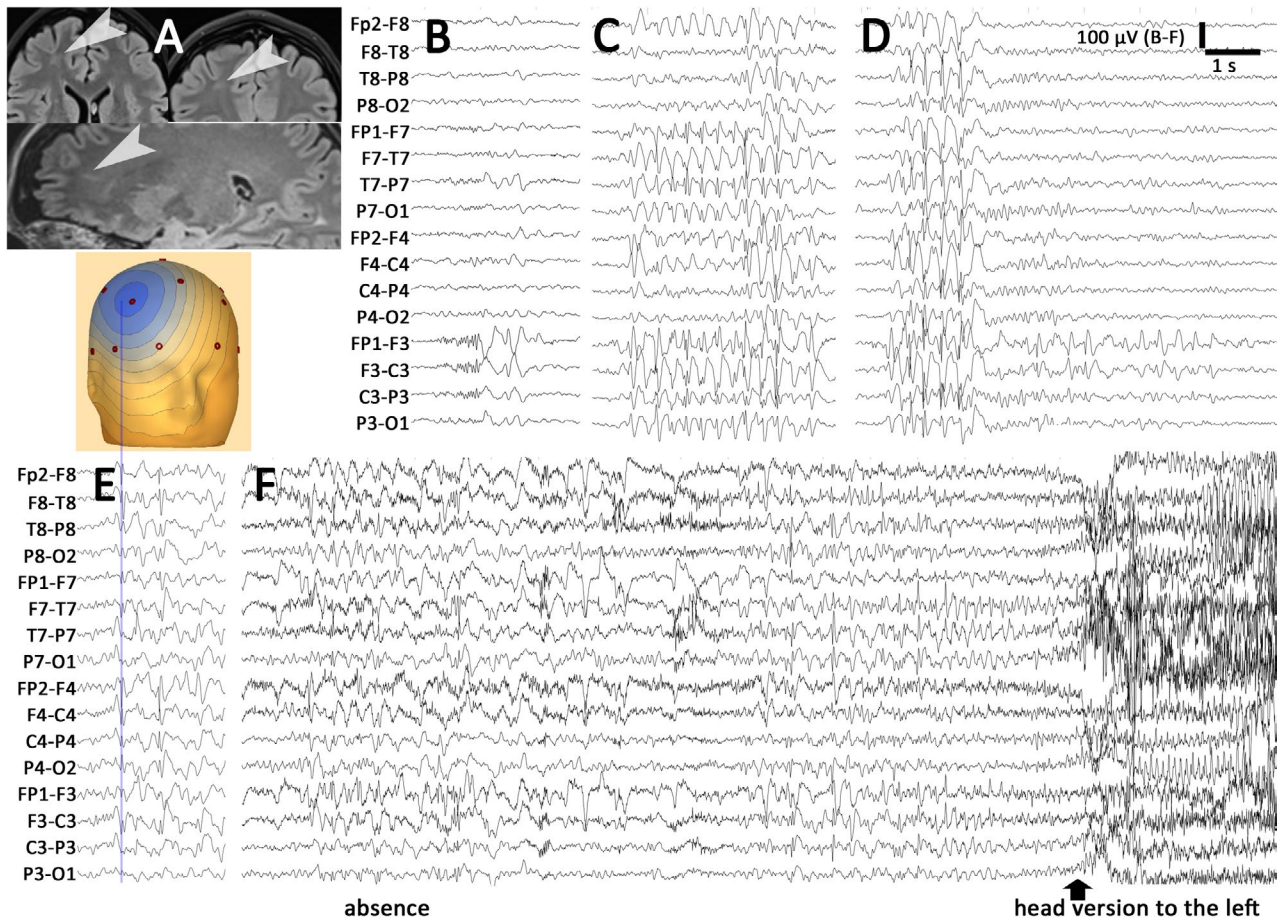 A
B
C
D
100 µV (B-F)
1 s
Fp2-F8
F8-T8
T8-P8
P8-O2
FP1-F7
F7-T7
T7-P7
P7-O1
FP2-F4
F4-C4
C4-P4
P4-O2
FP1-F3
F3-C3
C3-P3
P3-O1
E
F
Fp2-F8
F8-T8
T8-P8
P8-O2
FP1-F7
F7-T7
T7-P7
P7-O1
FP2-F4
F4-C4
C4-P4
P4-O2
FP1-F3
F3-C3
C3-P3
P3-O1
absence
head version to the left